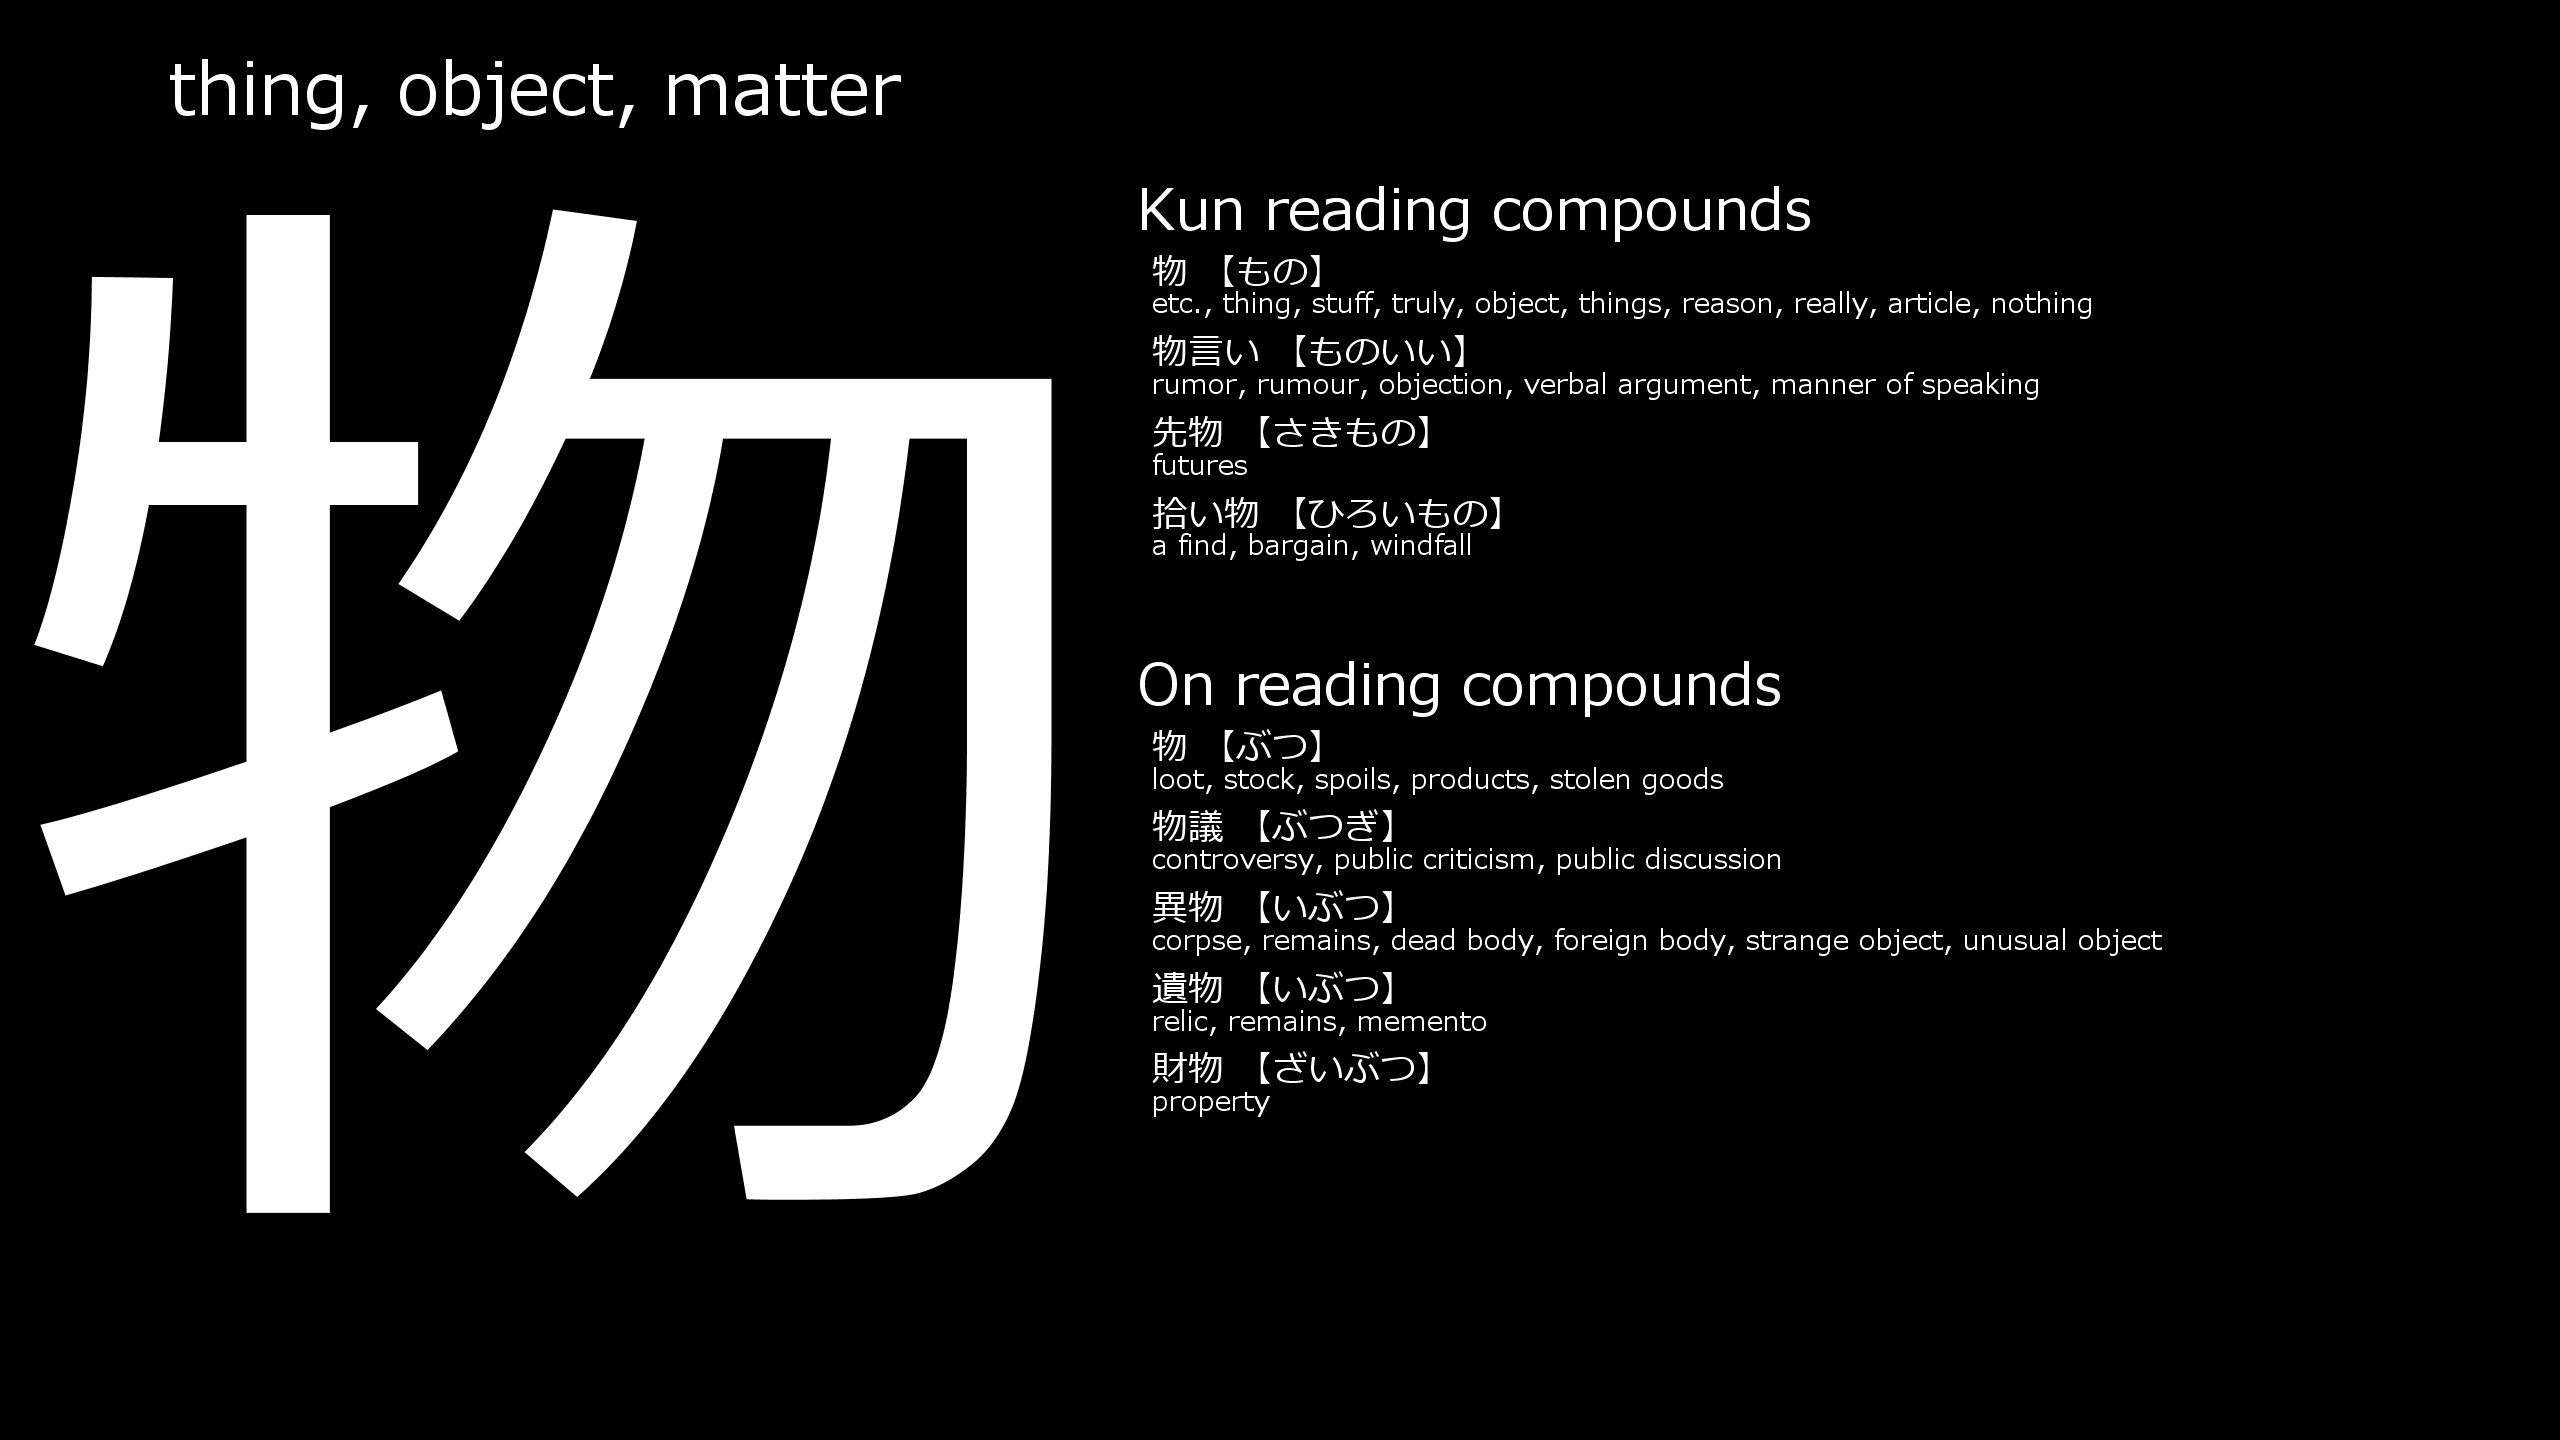 thing, object, matter
物
Kun reading compounds
物 【もの】
etc., thing, stuff, truly, object, things, reason, really, article, nothing
物言い 【ものいい】
rumor, rumour, objection, verbal argument, manner of speaking
先物 【さきもの】
futures
拾い物 【ひろいもの】
a find, bargain, windfall
On reading compounds
物 【ぶつ】
loot, stock, spoils, products, stolen goods
物議 【ぶつぎ】
controversy, public criticism, public discussion
異物 【いぶつ】
corpse, remains, dead body, foreign body, strange object, unusual object
遺物 【いぶつ】
relic, remains, memento
財物 【ざいぶつ】
property